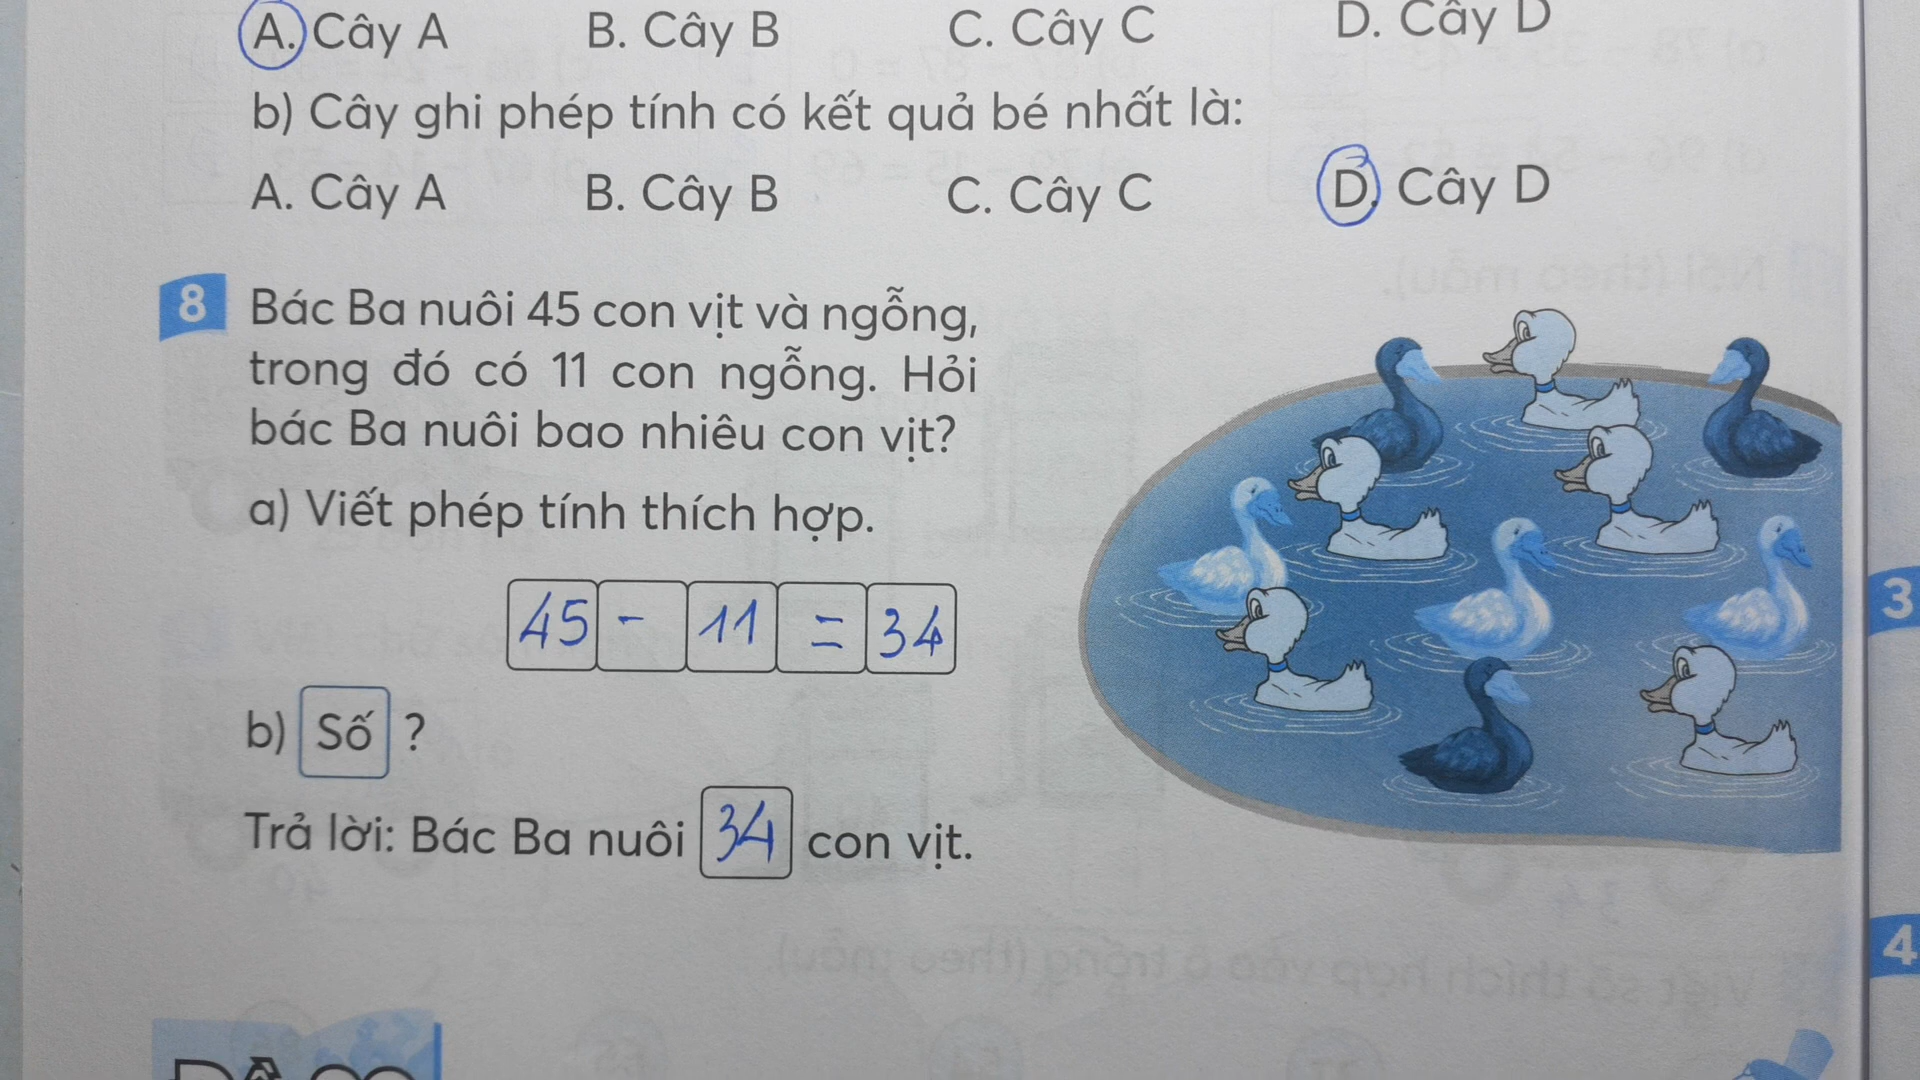 A. Cây A B. Cây B C. Cây C D. Cây D
b) Cây ghi phép tính có kết quả bé nhất là:
A. Cây A B. Cây B C. Cây C D. Cây D
8 Bác Ba nuôi 45 con vịt và ngỗng,
trong đó có 11 con ngỗng. Hỏi
bác Ba nuôi bao nhiêu con vịt?
a) Viết phép tính thích hợp.
45 - 11 = 34
b) Số ?
Trả lời: Bác Ba nuôi 34 con vịt.
3
4